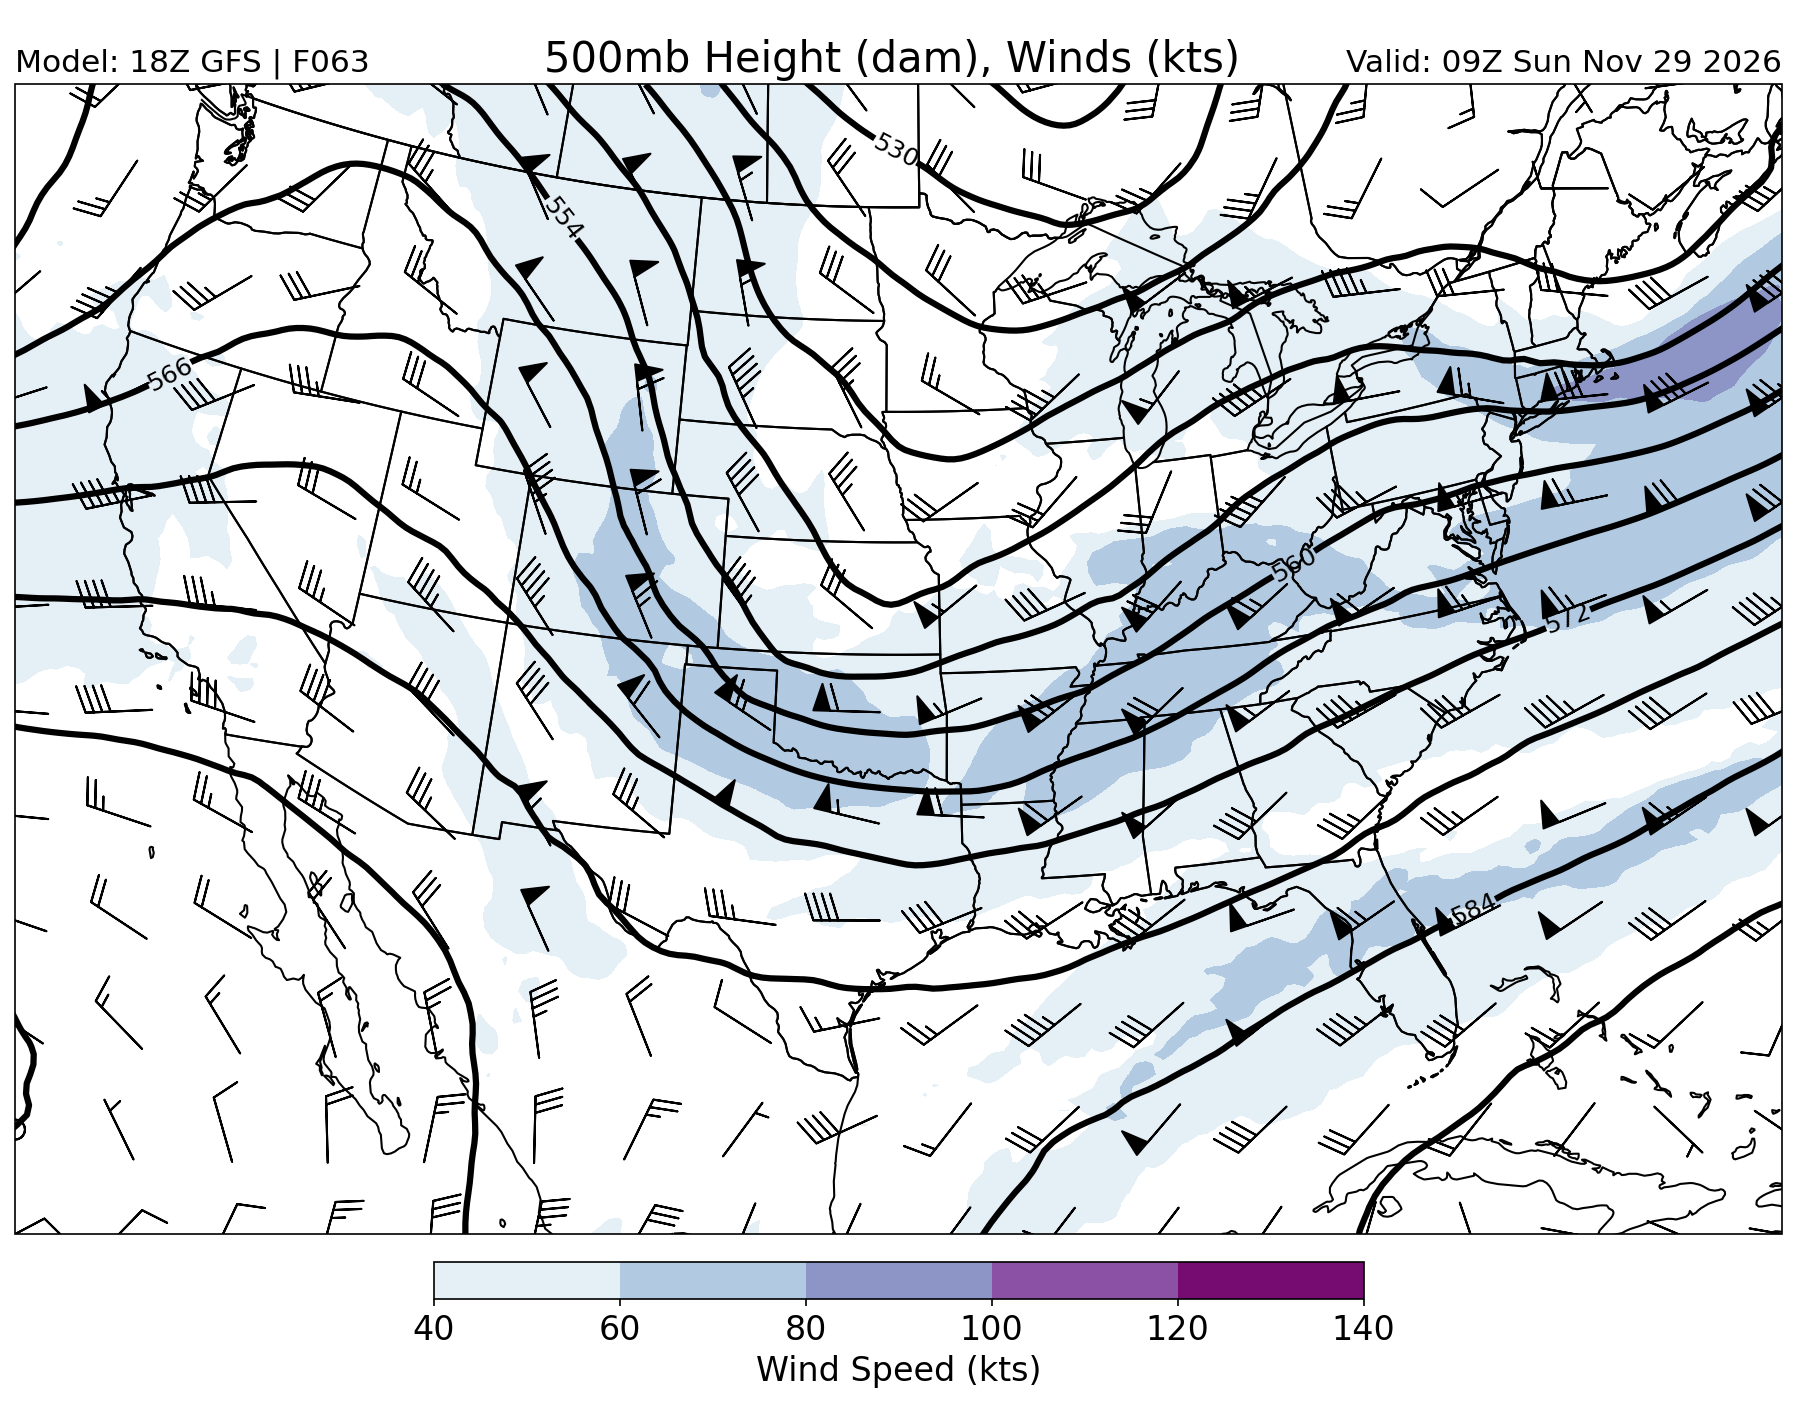 Model: 18Z GFS | F063
500mb Height (dam), Winds (kts)
Valid: 09Z Sun Nov 29 2026
530
554
566
560
572
584
40 60 80 100 120 140
Wind Speed (kts)